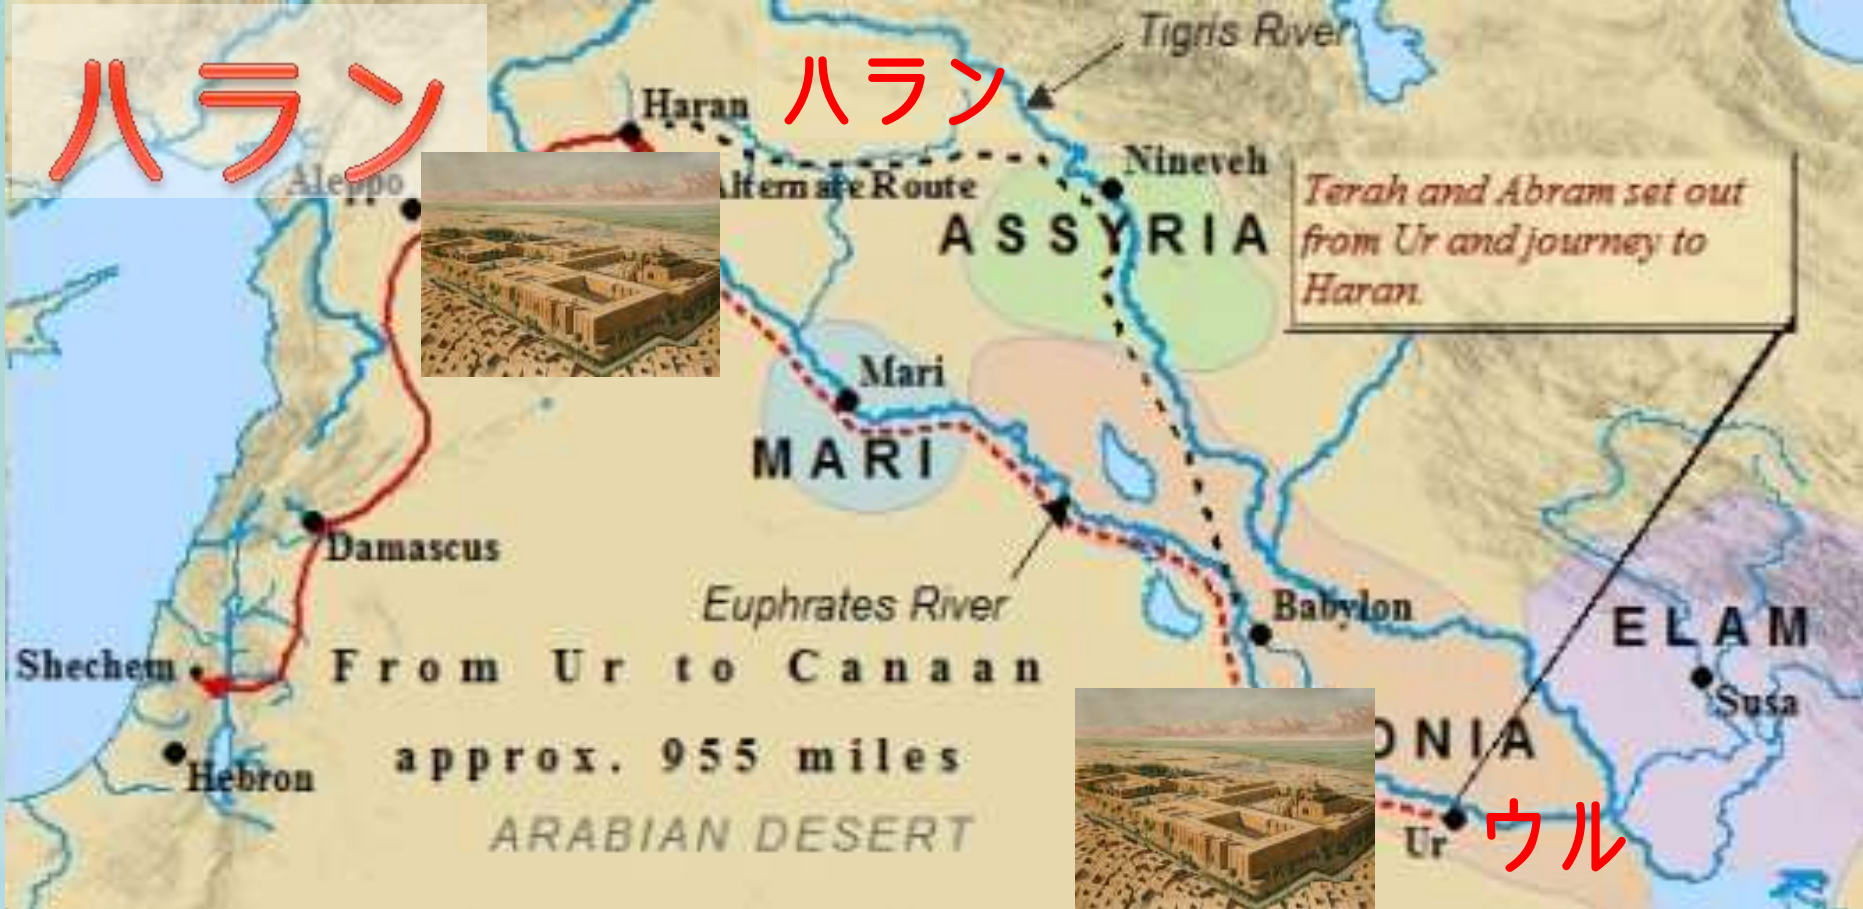 ハラン
Tigris River
Haran
ハラン
Aleppo
Nineveh
Alternate Route
ASSYRIA
Terah and Abram set out
from Ur and journey to
Haran.
Mari
MARI
Damascus
Euphrates River
Babylon
ELAM
Shechem
From Ur to Canaan
Susa
ONIA
approx. 955 miles
Hebron
ARABIAN DESERT
Ur
ウル